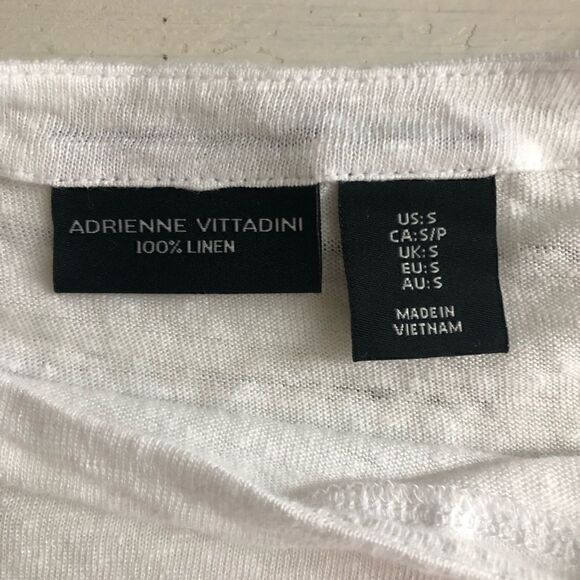 ADRIENNE VITTADINI
100% LINEN
US: S
CA: S/P
UK: S
EU: S
AU: S
MADE IN
VIETNAM